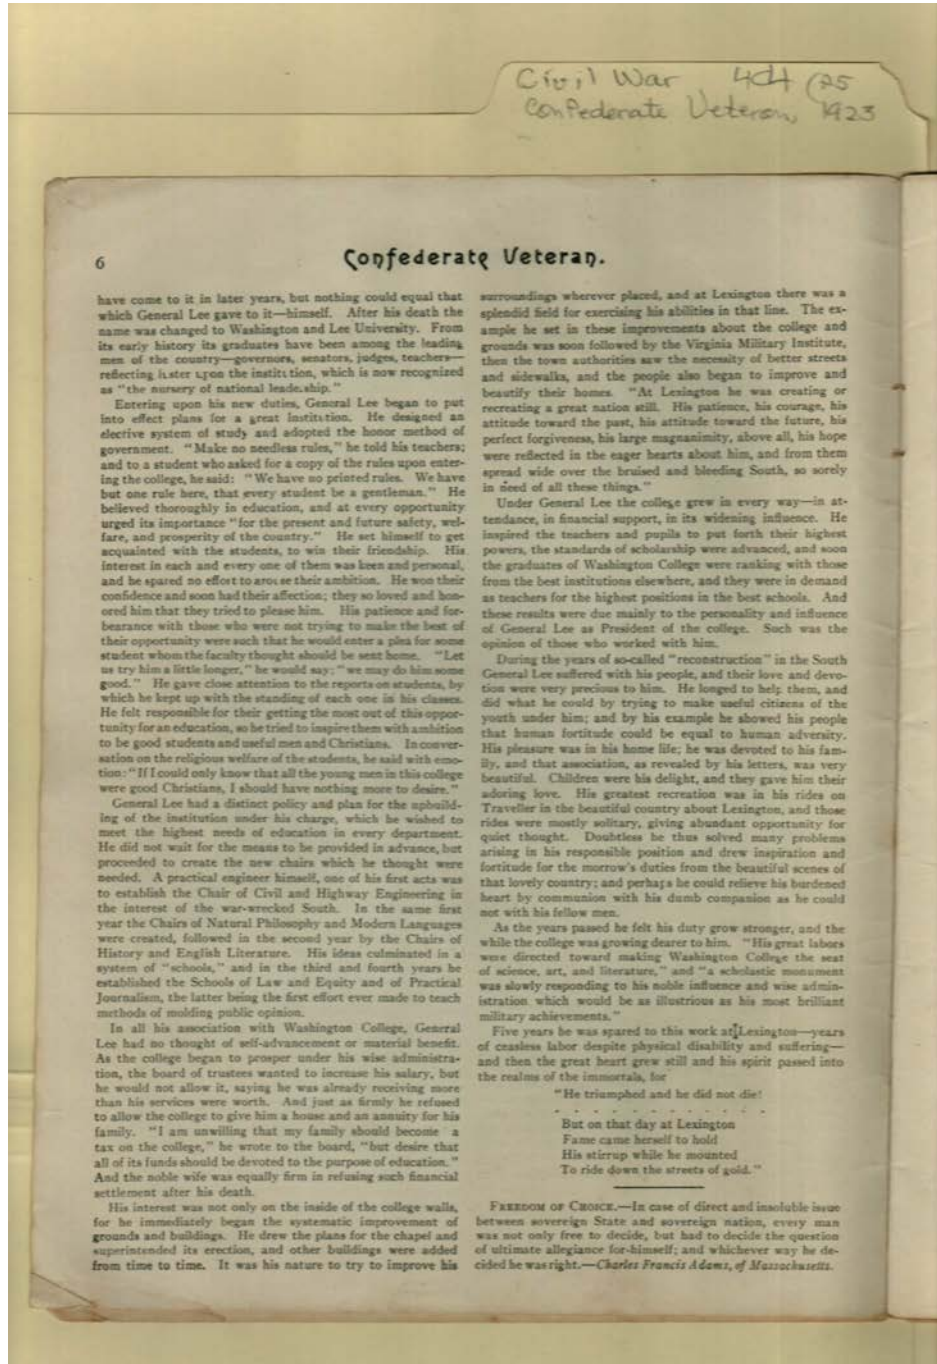 Civil War 404 (25
Confederate Veteran, 1923
6
Confederate Veteran.
have come to it in later years, but nothing could equal that
which General Lee gave to it—himself. After his death the
name was changed to Washington and Lee University. From
its early history its graduates have been among the leading
men of the country—governors, senators, judges, teachers—
reflecting luster upon the institution, which is now recognized
as "the nursery of national leadership."
Entering upon his new duties, General Lee began to put
into effect plans for a great institution. He designed an
elective system of study and adopted the honor method of
government. "Make no needless rules," he told his teachers;
and to a student who asked for a copy of the rules upon enter-
ing the college, he said: "We have no printed rules. We have
but one rule here, that every student be a gentleman." He
believed thoroughly in education, and at every opportunity
urged its importance "for the present and future safety, wel-
fare, and prosperity of the country." He set himself to get
acquainted with the students, to win their friendship. His
interest in each and every one of them was keen and personal,
and he spared no effort to arouse their ambition. He won their
confidence and soon had their affection; they so loved and hon-
ored him that they tried to please him. His patience and for-
bearance with those who were not trying to make the best of
their opportunity were such that he would enter a plea for some
student whom the faculty thought should be sent home. "Let
us try him a little longer," he would say; "we may do him some
good." He gave close attention to the reports on students, by
which he kept up with the standing of each one in his classes.
He felt responsible for their getting the most out of this oppor-
tunity for an education, so he tried to inspire them with ambition
to be good students and useful men and Christians. In conver-
sation on the religious welfare of the students, he said with emo-
tion: "If I could only know that all the young men in this college
were good Christians, I should have nothing more to desire."
General Lee had a distinct policy and plan for the upbuild-
ing of the institution under his charge, which he wished to
meet the highest needs of education in every department.
He did not wait for the means to be provided in advance, but
proceeded to create the new chairs which he thought were
needed. A practical engineer himself, one of his first acts was
to establish the Chair of Civil and Highway Engineering in
the interest of the war-wrecked South. In the same first
year the Chairs of Natural Philosophy and Modern Languages
were created, followed in the second year by the Chairs of
History and English Literature. His ideas culminated in a
system of "schools," and in the third and fourth years he
established the Schools of Law and Equity and of Practical
Journalism, the latter being the first effort ever made to teach
methods of molding public opinion.
In all his association with Washington College, General
Lee had no thought of self-advancement or material benefit.
As the college began to prosper under his wise administra-
tion, the board of trustees wanted to increase his salary, but
he would not allow it, saying he was already receiving more
than his services were worth. And just as firmly he refused
to allow the college to give him a house and an annuity for his
family. "I am unwilling that my family should become a
tax on the college," he wrote to the board, "but desire that
all of its funds should be devoted to the purpose of education."
And the noble wife was equally firm in refusing such financial
settlement after his death.
His interest was not only on the inside of the college walls,
for he immediately began the systematic improvement of
grounds and buildings. He drew the plans for the chapel and
superintended its erection, and other buildings were added
from time to time. It was his nature to try to improve his
surroundings wherever placed, and at Lexington there was a
splendid field for exercising his abilities in that line. The ex-
ample he set in these improvements about the college and
grounds was soon followed by the Virginia Military Institute,
then the town authorities saw the necessity of better streets
and sidewalks, and the people also began to improve and
beautify their homes. "At Lexington he was creating or
recreating a great nation still. His patience, his courage, his
attitude toward the past, his attitude toward the future, his
perfect forgiveness, his large magnanimity, above all, his hope
were reflected in the eager hearts about him, and from them
spread wide over the bruised and bleeding South, so sorely
in need of all these things."
Under General Lee the college grew in every way—in at-
tendance, in financial support, in its widening influence. He
inspired the teachers and pupils to put forth their highest
powers, the standards of scholarship were advanced, and soon
the graduates of Washington College were ranking with those
from the best institutions elsewhere, and they were in demand
as teachers for the highest positions in the best schools. And
these results were due mainly to the personality and influence
of General Lee as President of the college. Such was the
opinion of those who worked with him.
During the years of so-called "reconstruction" in the South
General Lee suffered with his people, and their love and devo-
tion were very precious to him. He longed to help them, and
did what he could by trying to make useful citizens of the
youth under him; and by his example he showed his people
that human fortitude could be equal to human adversity.
His pleasure was in his home life; he was devoted to his fam-
ily, and that association, as revealed by his letters, was very
beautiful. Children were his delight, and they gave him their
adoring love. His greatest recreation was in his rides on
Traveller in the beautiful country about Lexington, and those
rides were mostly solitary, giving abundant opportunity for
quiet thought. Doubtless he thus solved many problems
arising in his responsible position and drew inspiration and
fortitude for the morrow's duties from the beautiful scenes of
that lovely country; and perhaps he could relieve his burdened
heart by communion with his dumb companion as he could
not with his fellow men.
As the years passed he felt his duty grow stronger, and the
while the college was growing dearer to him. "His great labors
were directed toward making Washington College the seat
of science, art, and literature," and "a scholastic monument
was slowly responding to his noble influence and wise admin-
istration which would be as illustrious as his most brilliant
military achievements."
Five years he was spared to this work at Lexington—years
of ceaseless labor despite physical disability and suffering—
and then the great heart grew still and his spirit passed into
the realms of the immortals, for
"He triumphed and he did not die!
. . . . . . . . . . .
But on that day at Lexington
Fame came herself to hold
His stirrup while he mounted
To ride down the streets of gold."
FREEDOM OF CHOICE.—In case of direct and insoluble issue
between sovereign State and sovereign nation, every man
was not only free to decide, but had to decide the question
of ultimate allegiance for-himself; and whichever way he de-
cided he was right.—Charles Francis Adams, of Massachusetts.